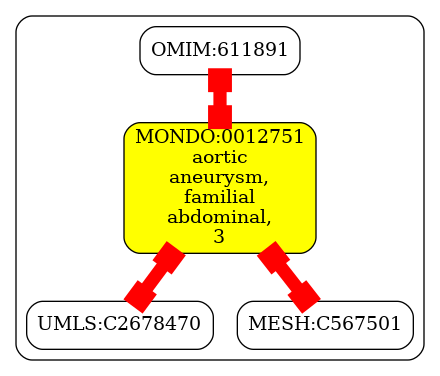 OMIM:611891
MONDO:0012751
aortic
aneurysm,
familial
abdominal,
3
UMLS:C2678470
MESH:C567501